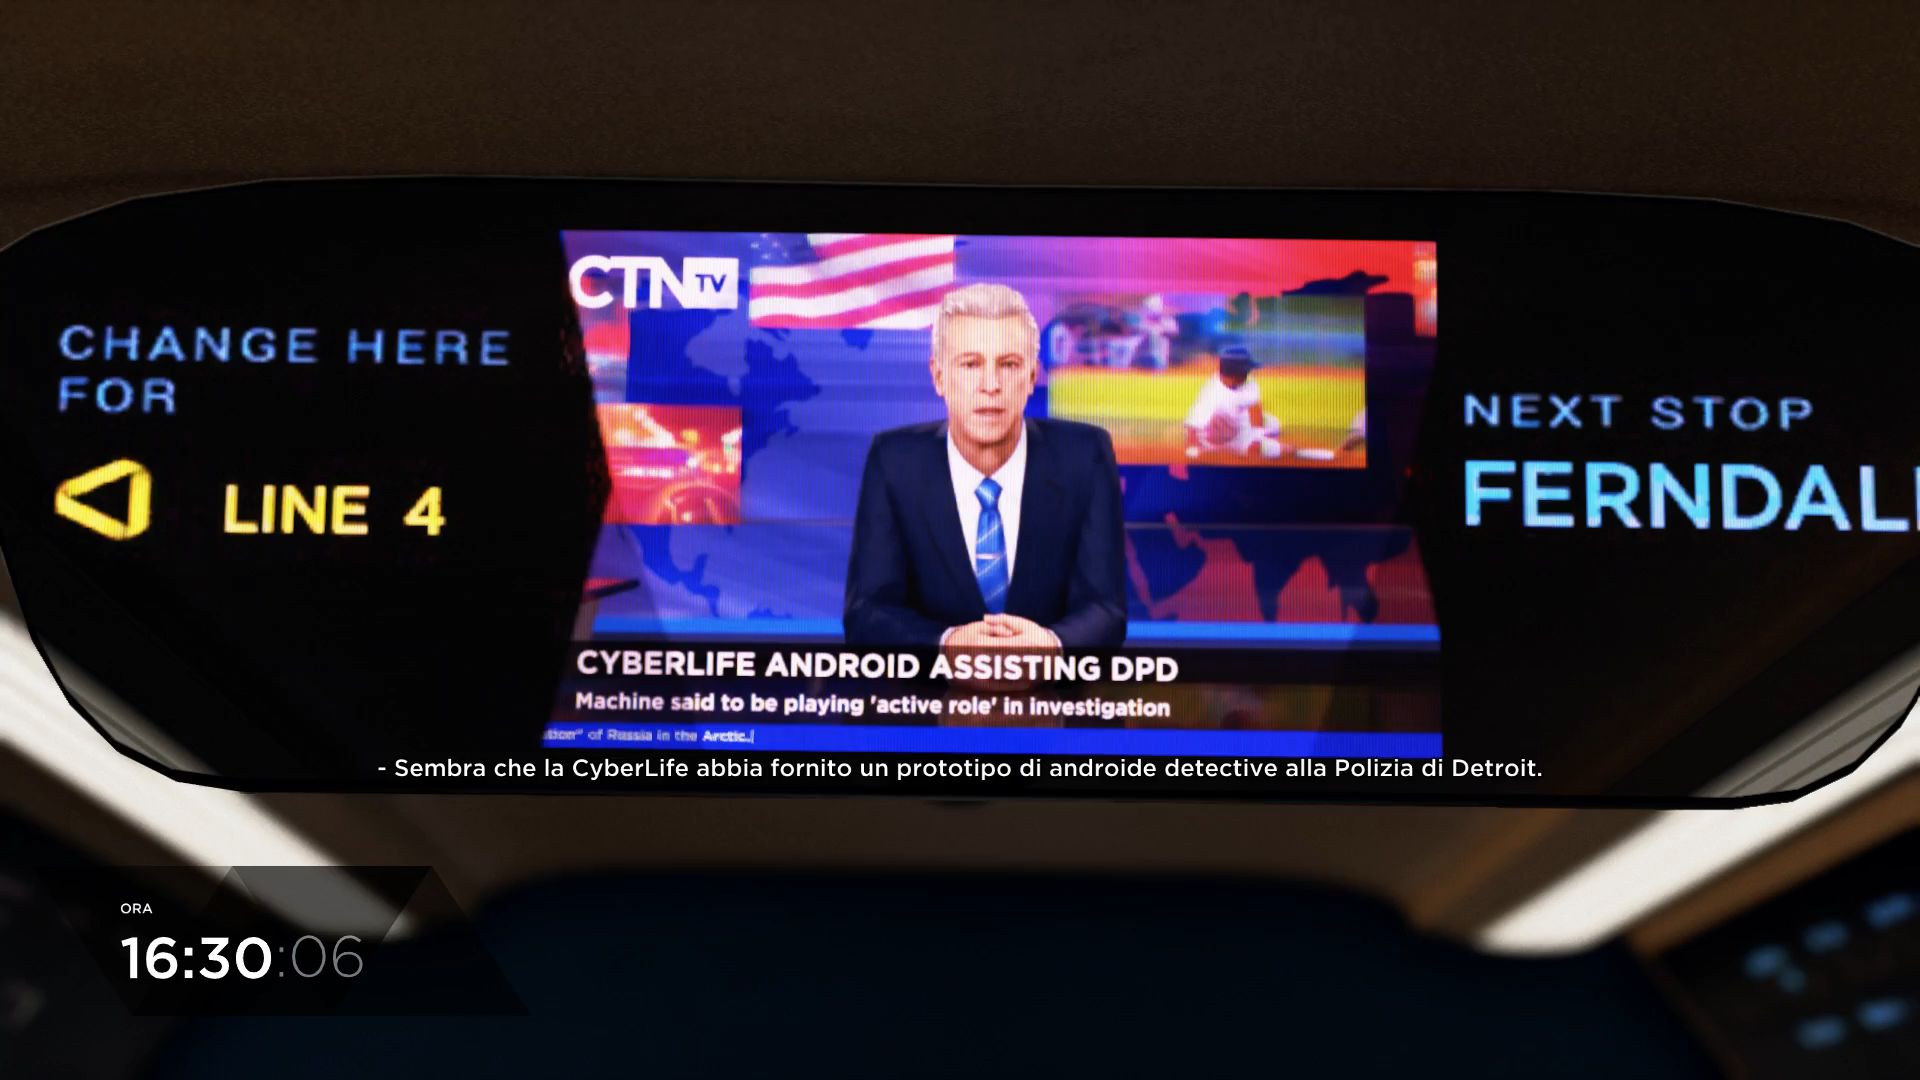 CTN TV
CHANGE HERE
FOR
LINE 4
NEXT STOP
CYBERLIFE ANDROID ASSISTING DPD
Machine said to be playing 'active role' in investigation
of Russia in the Arctic.
- Sembra che la CyberLife abbia fornito un prototipo di androide detective alla Polizia di Detroit.
ORA
16:30:06